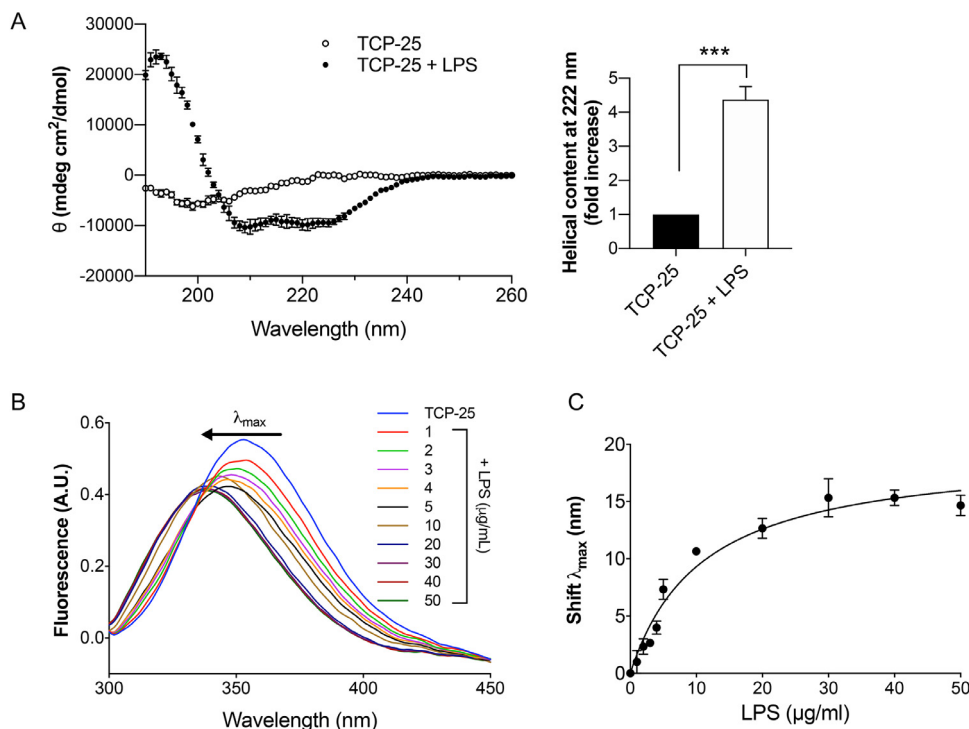 A
30000
20000
10000
0
-10000
-20000
θ (mdeg cm²/dmol)
200
220
240
260
Wavelength (nm)
TCP-25
TCP-25 + LPS
***
5
4
3
2
1
0
Helical content at 222 nm
(fold increase)
TCP-25
TCP-25 + LPS
B
0.6
0.4
0.2
0.0
Fluorescence (A.U.)
λmax
300
350
400
450
Wavelength (nm)
TCP-25
1
2
3
4
5
10
20
30
40
50
+ LPS (µg/mL)
C
20
15
10
5
0
Shift λmax (nm)
0
10
20
30
40
50
LPS (µg/ml)